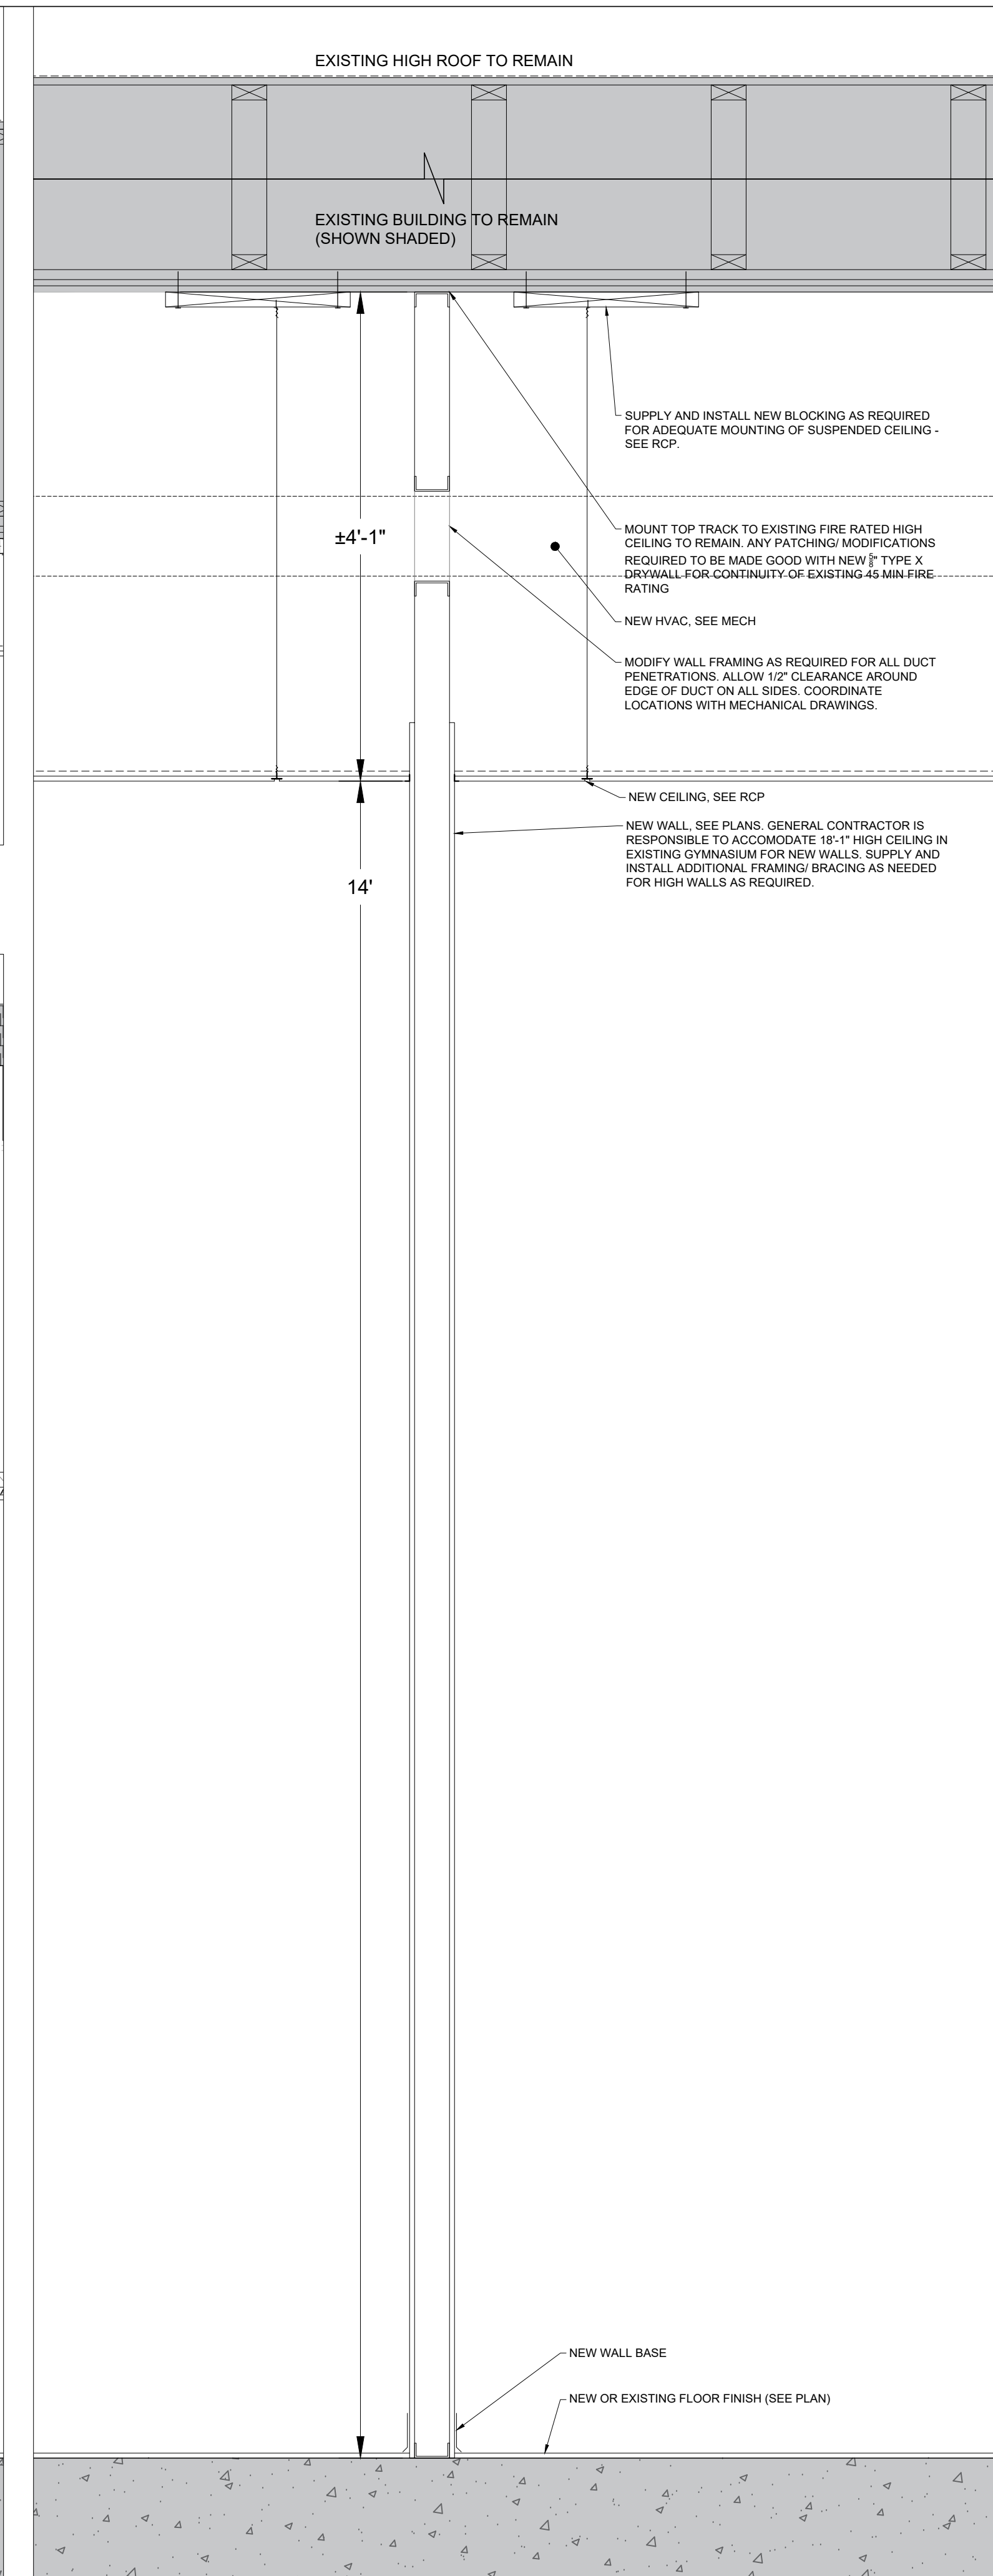 EXISTING HIGH ROOF TO REMAIN
EXISTING BUILDING TO REMAIN
(SHOWN SHADED)
SUPPLY AND INSTALL NEW BLOCKING AS REQUIRED
FOR ADEQUATE MOUNTING OF SUSPENDED CEILING -
SEE RCP.
±4'-1"
MOUNT TOP TRACK TO EXISTING FIRE RATED HIGH
CEILING TO REMAIN. ANY PATCHING/ MODIFICATIONS
REQUIRED TO BE MADE GOOD WITH NEW 5/8" TYPE X
DRYWALL FOR CONTINUITY OF EXISTING 45 MIN FIRE
RATING
NEW HVAC, SEE MECH
MODIFY WALL FRAMING AS REQUIRED FOR ALL DUCT
PENETRATIONS. ALLOW 1/2" CLEARANCE AROUND
EDGE OF DUCT ON ALL SIDES. COORDINATE
LOCATIONS WITH MECHANICAL DRAWINGS.
NEW CEILING, SEE RCP
NEW WALL, SEE PLANS. GENERAL CONTRACTOR IS
RESPONSIBLE TO ACCOMODATE 18'-1" HIGH CEILING IN
EXISTING GYMNASIUM FOR NEW WALLS. SUPPLY AND
INSTALL ADDITIONAL FRAMING/ BRACING AS NEEDED
FOR HIGH WALLS AS REQUIRED.
14'
NEW WALL BASE
NEW OR EXISTING FLOOR FINISH (SEE PLAN)